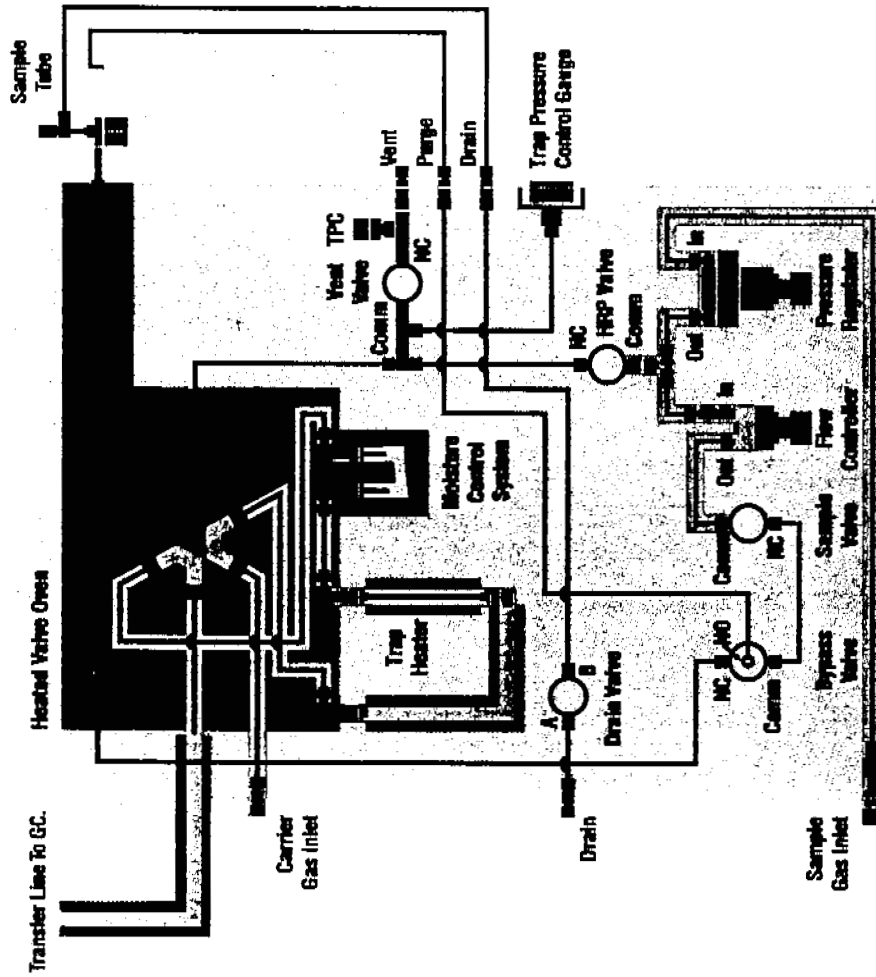 Sample
Tube
Vent
Purge
Drain
Trap Pressure
Control Gauge
TPC
Vent
Valve
NC
Comm
NC
HRP Valve
Comm
In
Out
Pressure
Regulator
In
Out
Flow
Controller
Moisture
Control
System
Comm
NC
Sample
Valve
Heated Valve Oven
Trap
Heater
A
B
Drain Valve
NC
NO
Comm
Bypass
Valve
Transfer Line To GC.
Carrier
Gas Inlet
Drain
Sample
Gas Inlet